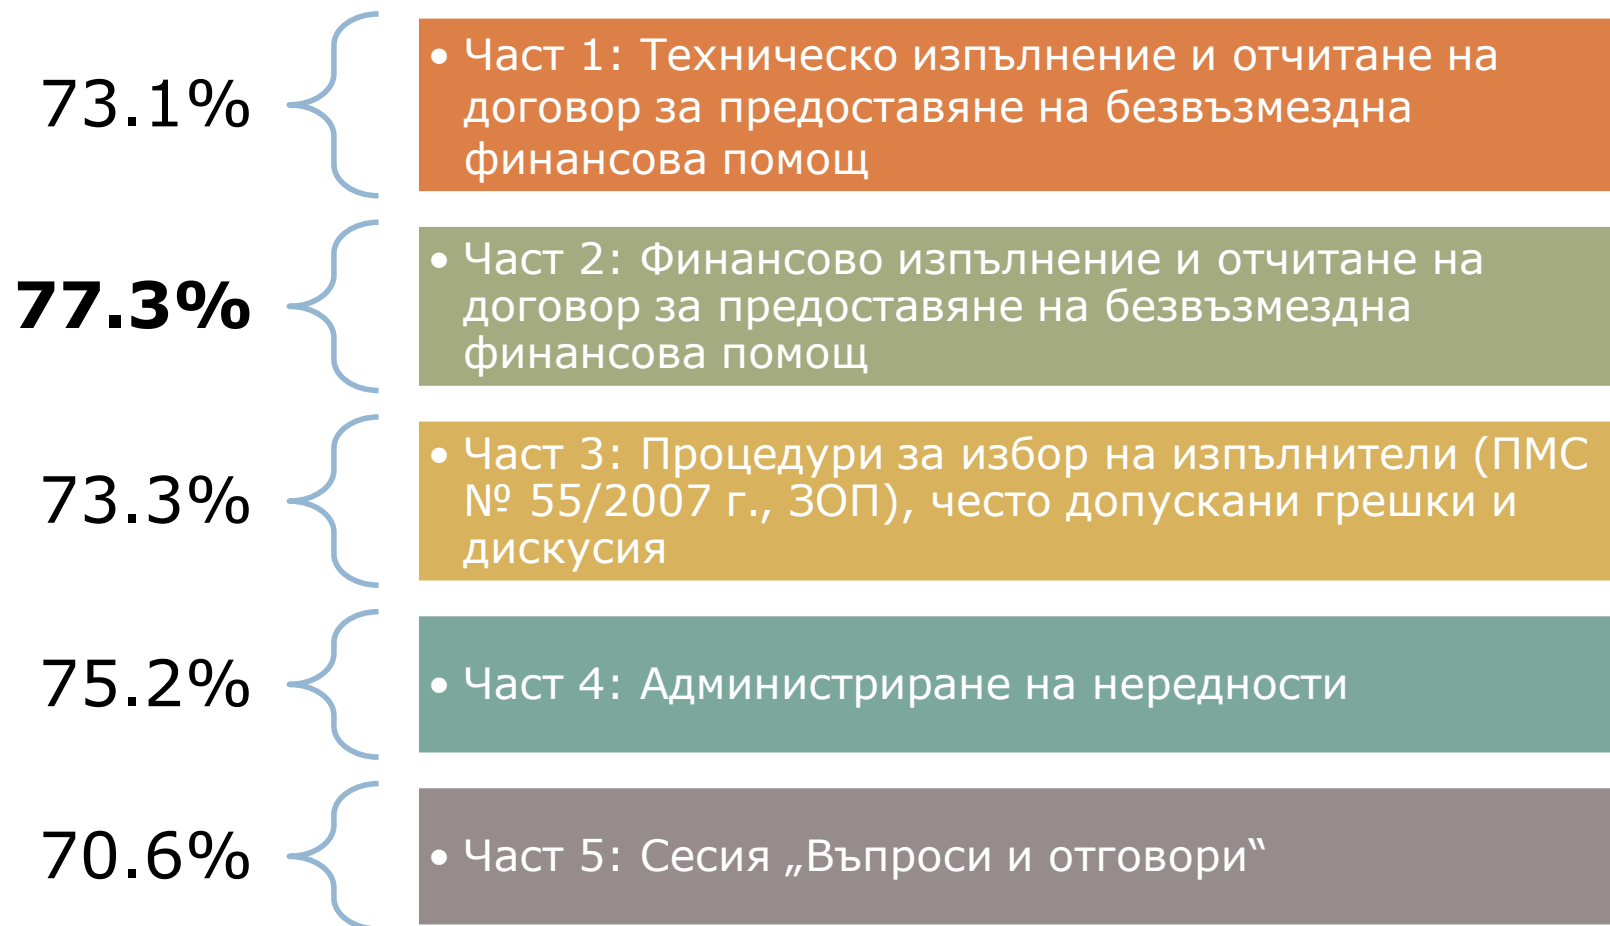 73.1%
• Част 1: Техническо изпълнение и отчитане на
договор за предоставяне на безвъзмездна
финансова помощ
77.3%
• Част 2: Финансово изпълнение и отчитане на
договор за предоставяне на безвъзмездна
финансова помощ
73.3%
• Част 3: Процедури за избор на изпълнители (ПМС
№ 55/2007 г., ЗОП), често допускани грешки и
дискусия
75.2%
• Част 4: Администриране на нередности
70.6%
• Част 5: Сесия „Въпроси и отговори“